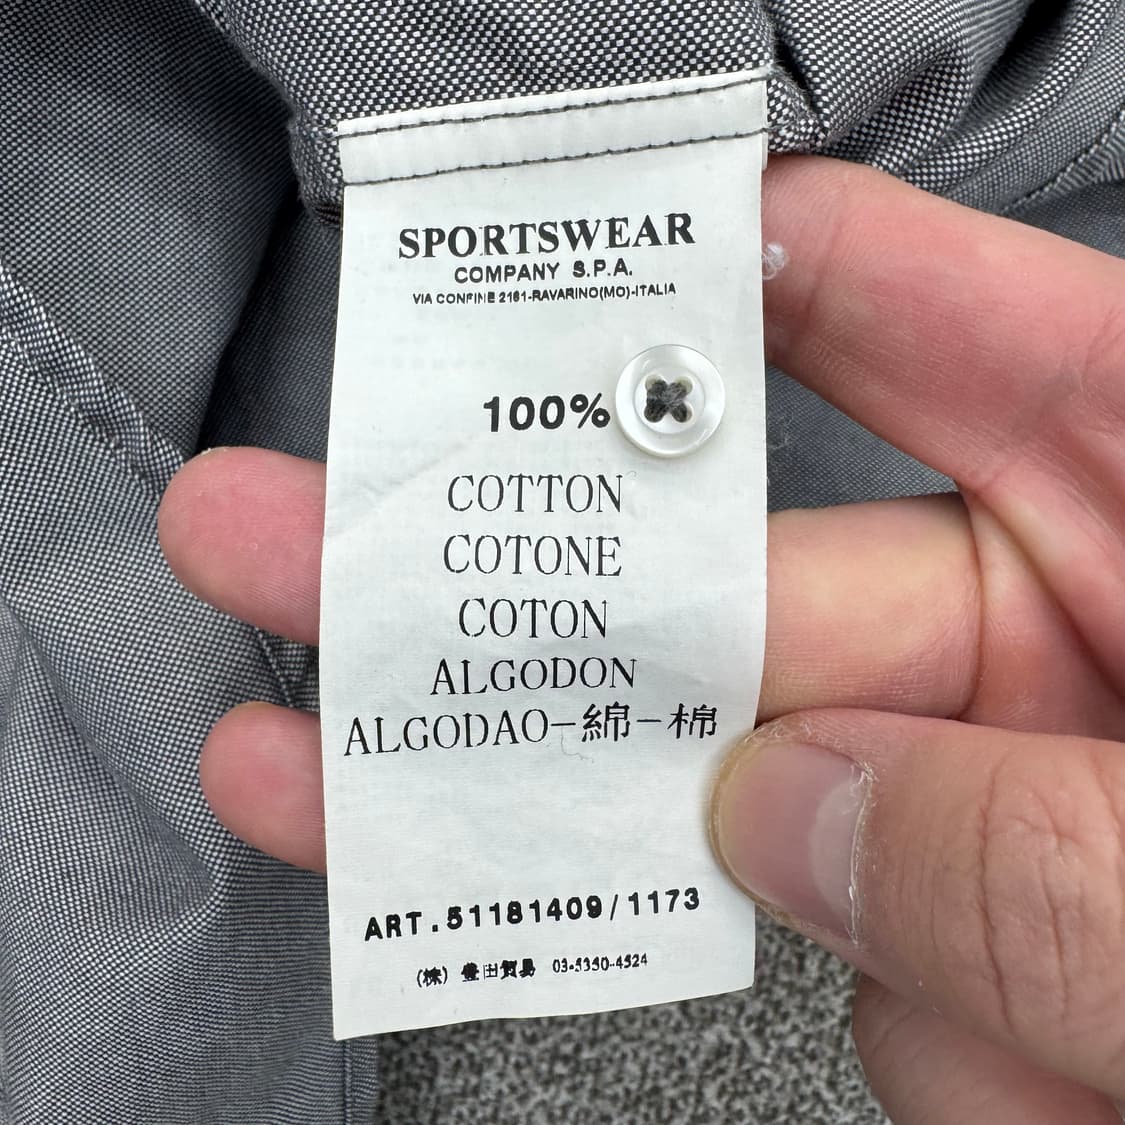 SPORTSWEAR
COMPANY S.P.A.
VIA CONFINE 2161-RAVARINO(MO)-ITALIA
100%
COTTON
COTONE
COTON
ALGODON
ALGODAO-綿-棉
ART.51181409/1173
(株) 豊田貿易 03-5350-4524